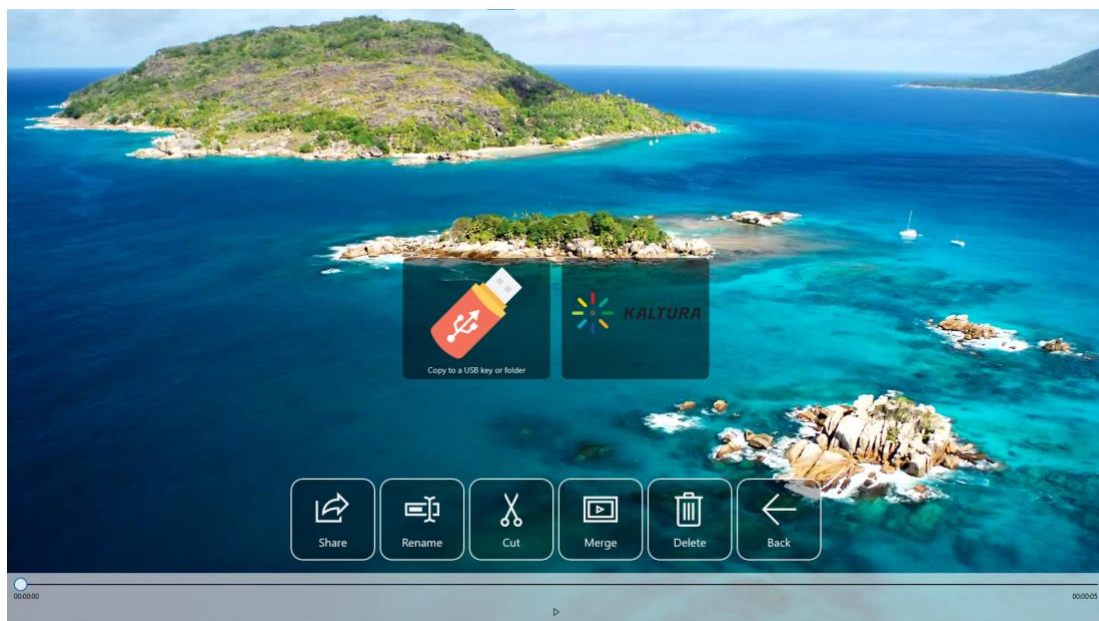 KALTURA
Copy to a USB key or folder
Share
Rename
Cut
Merge
Delete
Back
00:00:00
00:00:05